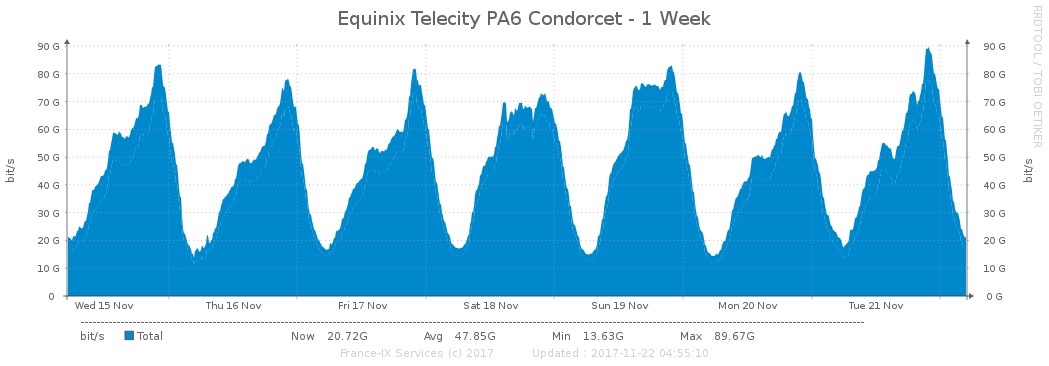 Equinix Telecity PA6 Condorcet - 1 Week
RRDTOOL / TOBI OETIKER
bit/s
90 G
80 G
70 G
60 G
50 G
40 G
30 G
20 G
10 G
0
90 G
80 G
70 G
60 G
50 G
40 G
30 G
20 G
10 G
0 G
bit/s
Wed 15 Nov Thu 16 Nov Fri 17 Nov Sat 18 Nov Sun 19 Nov Mon 20 Nov Tue 21 Nov
bit/s Total Now 20.72G Avg 47.85G Min 13.63G Max 89.67G
France-IX Services (c) 2017 Updated : 2017-11-22 04:55:10